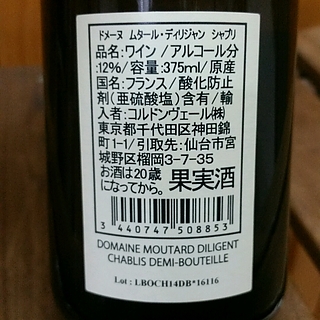 ドメーヌ ムタール・ディリジャン シャブリ
品名:ワイン /アルコール分
:12%/容量:375ml/原産
国名:フランス/酸化防止
剤(亜硫酸塩)含有/輸
入者:コルドンヴェール㈱
東京都千代田区神田錦
町1-1/引取先:仙台市宮
城野区榴岡3-7-35
お酒は20歳
になってから。果実酒
3 440747 508853
DOMAINE MOUTARD DILIGENT
CHABLIS DEMI-BOUTEILLE
Lot : LBOCH14DB*16116